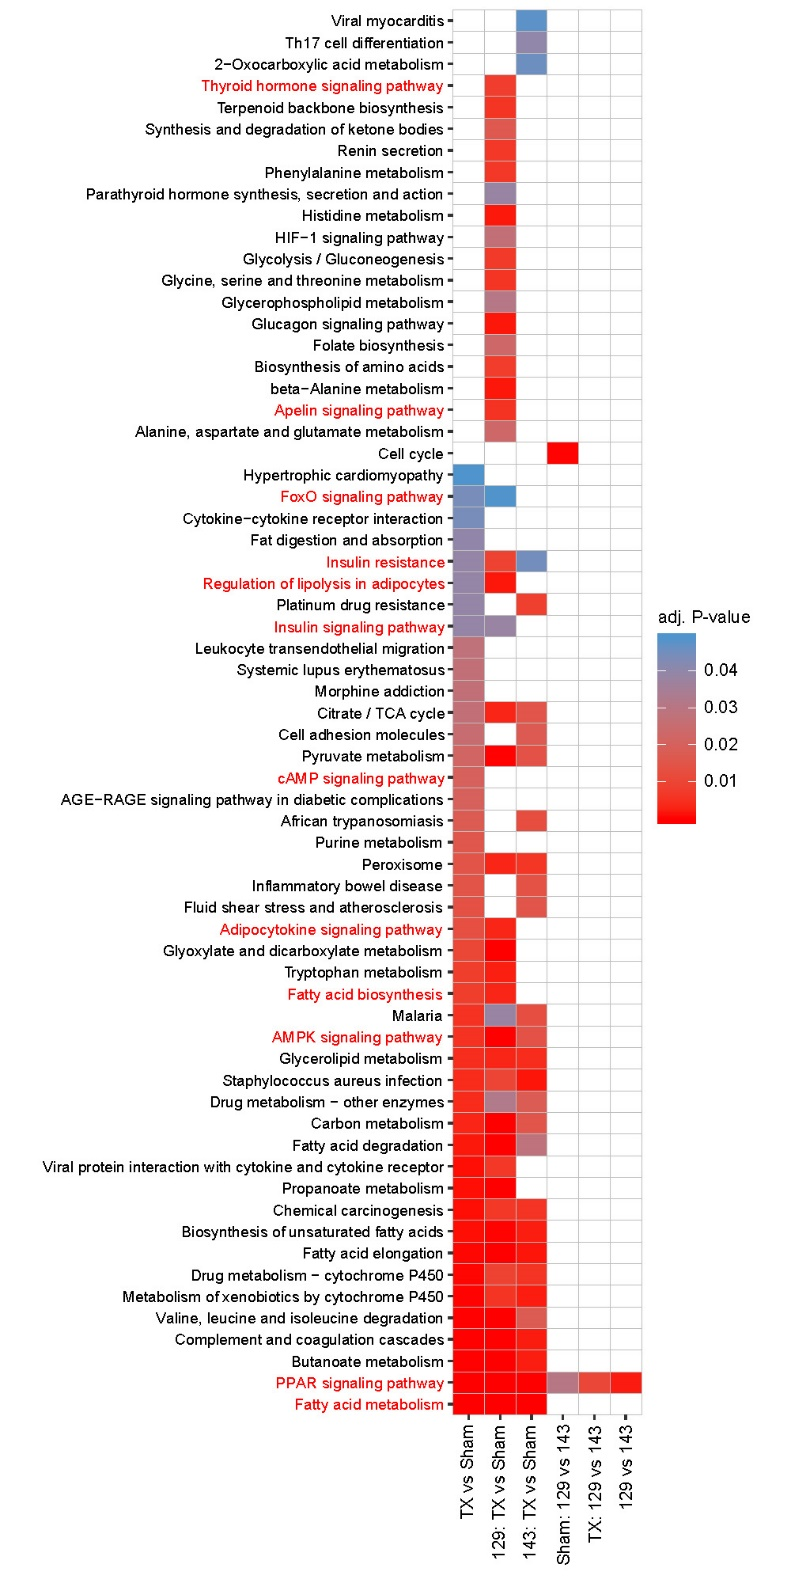 Viral myocarditis
Th17 cell differentiation
2−Oxocarboxylic acid metabolism
Thyroid hormone signaling pathway
Terpenoid backbone biosynthesis
Synthesis and degradation of ketone bodies
Renin secretion
Phenylalanine metabolism
Parathyroid hormone synthesis, secretion and action
Histidine metabolism
HIF−1 signaling pathway
Glycolysis / Gluconeogenesis
Glycine, serine and threonine metabolism
Glycerophospholipid metabolism
Glucagon signaling pathway
Folate biosynthesis
Biosynthesis of amino acids
beta−Alanine metabolism
Apelin signaling pathway
Alanine, aspartate and glutamate metabolism
Cell cycle
Hypertrophic cardiomyopathy
FoxO signaling pathway
Cytokine−cytokine receptor interaction
Fat digestion and absorption
Insulin resistance
Regulation of lipolysis in adipocytes
Platinum drug resistance
Insulin signaling pathway
Leukocyte transendothelial migration
Systemic lupus erythematosus
Morphine addiction
Citrate / TCA cycle
Cell adhesion molecules
Pyruvate metabolism
cAMP signaling pathway
AGE−RAGE signaling pathway in diabetic complications
African trypanosomiasis
Purine metabolism
Peroxisome
Inflammatory bowel disease
Fluid shear stress and atherosclerosis
Adipocytokine signaling pathway
Glyoxylate and dicarboxylate metabolism
Tryptophan metabolism
Fatty acid biosynthesis
Malaria
AMPK signaling pathway
Glycerolipid metabolism
Staphylococcus aureus infection
Drug metabolism − other enzymes
Carbon metabolism
Fatty acid degradation
Viral protein interaction with cytokine and cytokine receptor
Propanoate metabolism
Chemical carcinogenesis
Biosynthesis of unsaturated fatty acids
Fatty acid elongation
Drug metabolism − cytochrome P450
Metabolism of xenobiotics by cytochrome P450
Valine, leucine and isoleucine degradation
Complement and coagulation cascades
Butanoate metabolism
PPAR signaling pathway
Fatty acid metabolism
TX vs Sham
129: TX vs Sham
143: TX vs Sham
Sham: 129 vs 143
TX: 129 vs 143
129 vs 143
adj. P-value
0.04
0.03
0.02
0.01